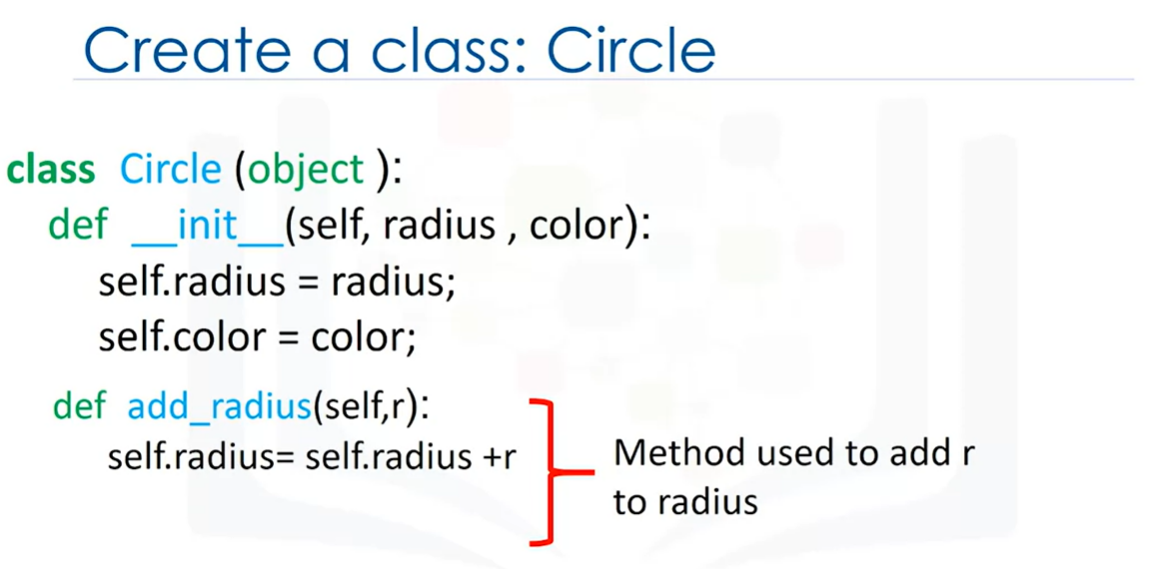 Create a class: Circle
class Circle (object ):
def __init__(self, radius , color):
self.radius = radius;
self.color = color;
def add_radius(self,r):
self.radius= self.radius +r
Method used to add r
to radius